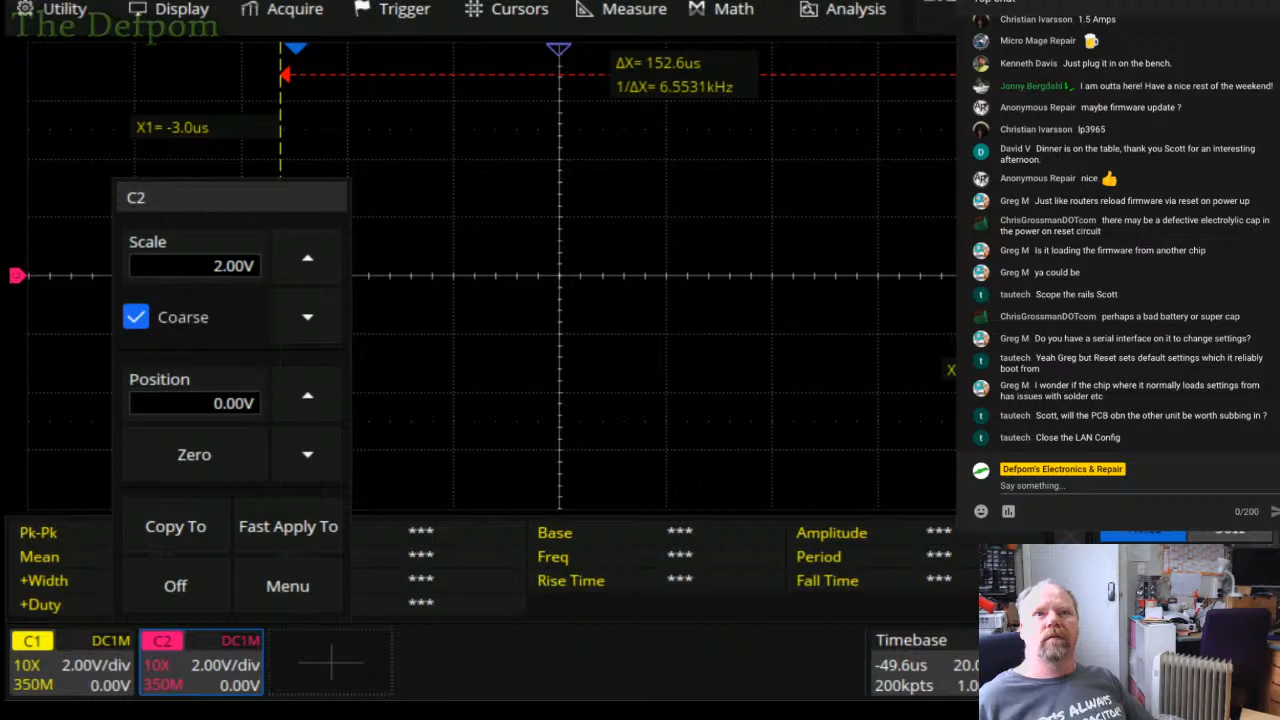 Utility Display Acquire Trigger Cursors Measure Math Analysis
The Defpom
ΔX= 152.6us
1/ΔX= 6.5531kHz
X1= -3.0us
X
C2
Scale
2.00V
Coarse
Position
0.00V
Zero
Copy To Fast Apply To
Off Menu
Pk-Pk *** Base *** Amplitude ***
Mean *** Freq *** Period ***
+Width *** Rise Time *** Fall Time ***
+Duty ***
C1 DC1M
10X 2.00V/div
350M 0.00V
C2 DC1M
10X 2.00V/div
350M 0.00V
Timebase
-49.6us 20.0
200kpts 1.0
Christian Ivarsson 1.5 Amps
Micro Mage Repair
Kenneth Davis Just plug it in on the bench.
Jonny Bergdahl I am outta here! Have a nice rest of the weekend!
Anonymous Repair maybe firmware update ?
Christian Ivarsson lp3965
David V Dinner is on the table, thank you Scott for an interesting
afternoon.
Anonymous Repair nice
Greg M Just like routers reload firmware via reset on power up
ChrisGrossmanDOTcom there may be a defective electrolylic cap in
the power on reset circuit
Greg M Is it loading the firmware from another chip
Greg M ya could be
tautech Scope the rails Scott
ChrisGrossmanDOTcom perhaps a bad battery or super cap
Greg M Do you have a serial interface on it to change settings?
tautech Yeah Greg but Reset sets default settings which it reliably
boot from
Greg M I wonder if the chip where it normally loads settings from
has issues with solder etc
tautech Scott, will the PCB obn the other unit be worth subbing in ?
tautech Close the LAN Config
Defpom's Electronics & Repair
Say something...
0/200